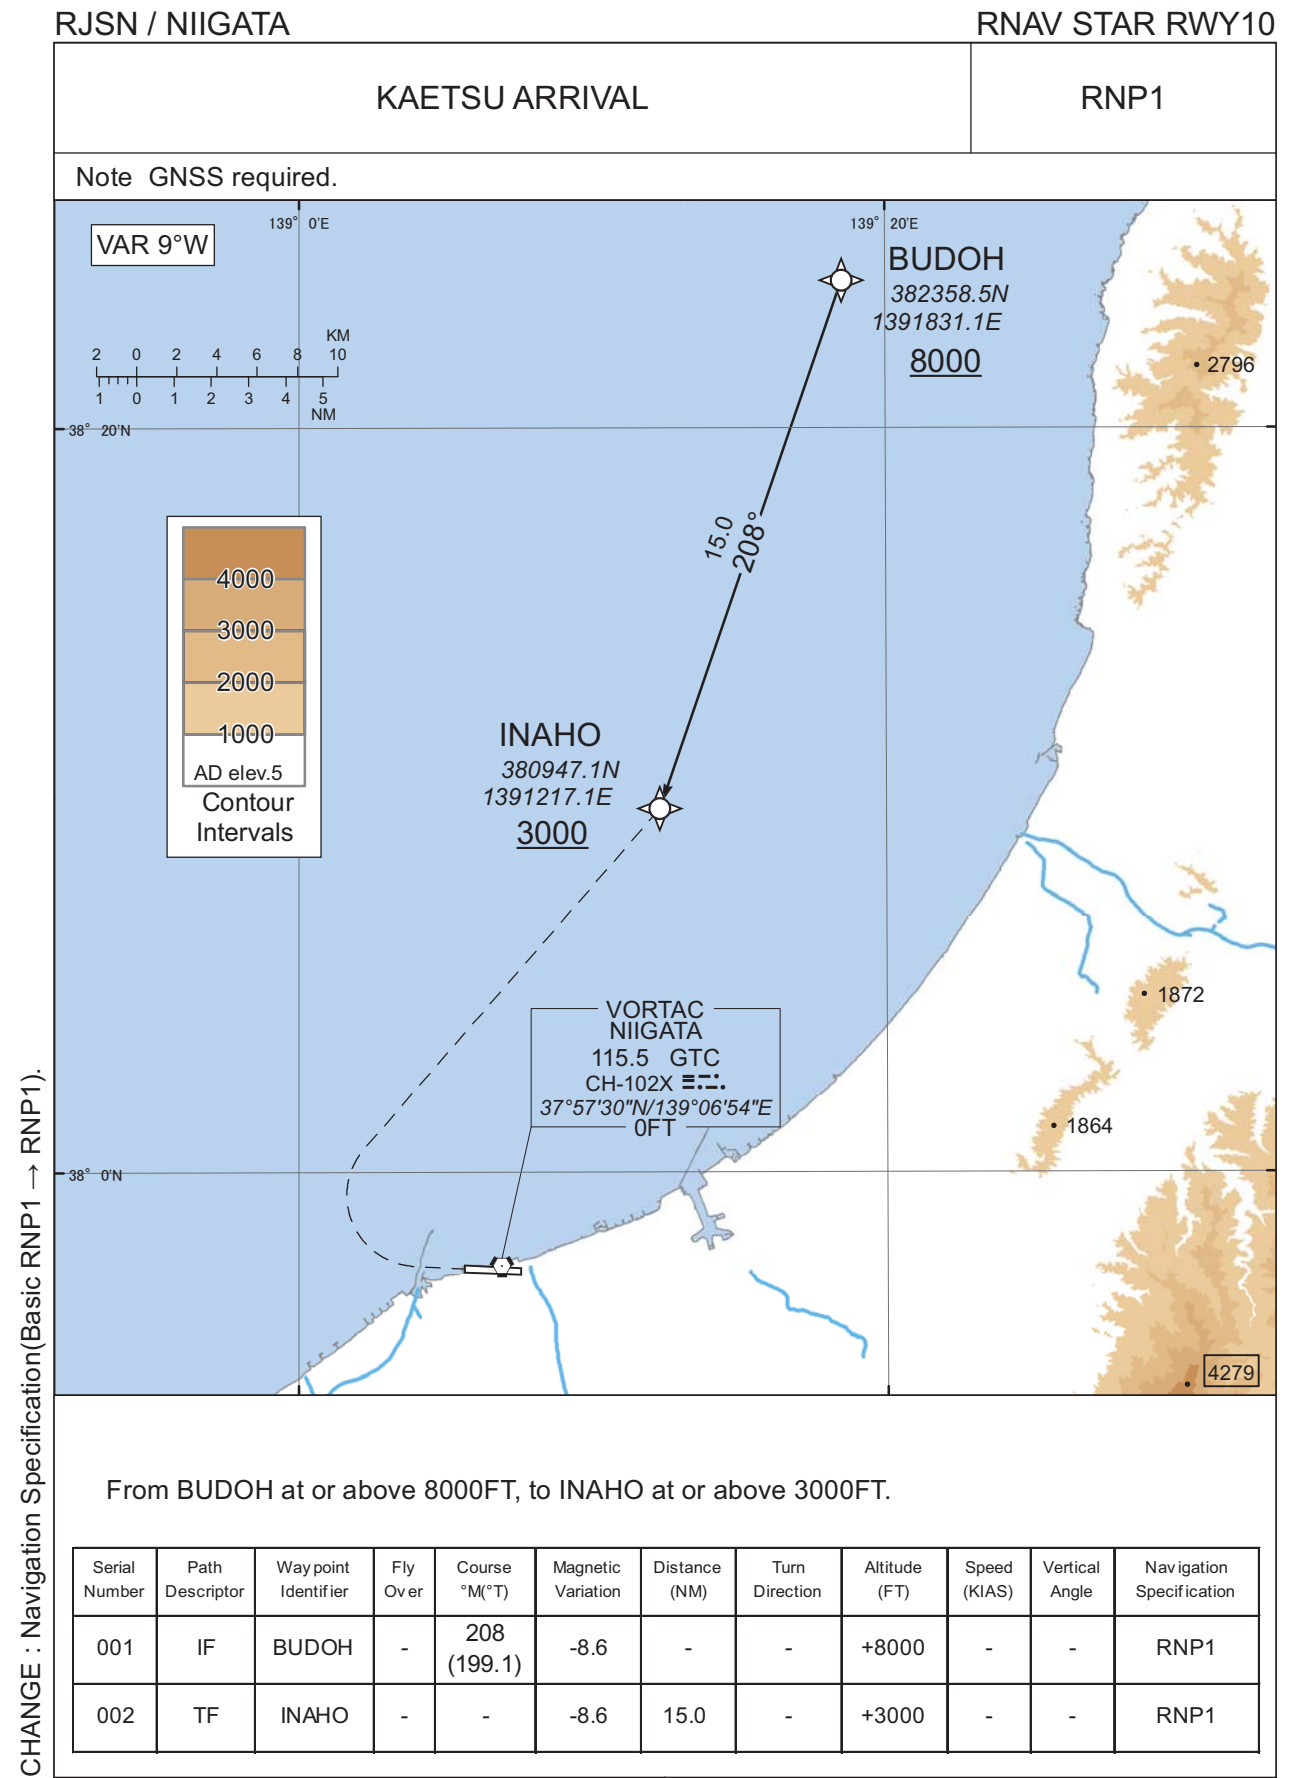 RJSN / NIIGATA
RNAV STAR RWY10
KAETSU ARRIVAL
RNP1
Note GNSS required.
VAR 9°W
139° 0'E
139° 20'E
BUDOH
382358.5N
1391831.1E
8000
KM
2 0 2 4 6 8 10
1 0 1 2 3 4 5
NM
2796
38° 20'N
15.0
208°
4000
3000
2000
1000
AD elev.5
Contour
Intervals
INAHO
380947.1N
1391217.1E
3000
VORTAC
NIIGATA
115.5 GTC
CH-102X
37°57'30"N/139°06'54"E
0FT
1872
1864
38° 0'N
4279
CHANGE : Navigation Specification(Basic RNP1 → RNP1).
From BUDOH at or above 8000FT, to INAHO at or above 3000FT.
Serial Number | Path Descriptor | Waypoint Identifier | Fly Over | Course °M(°T) | Magnetic Variation | Distance (NM) | Turn Direction | Altitude (FT) | Speed (KIAS) | Vertical Angle | Navigation Specification
001 | IF | BUDOH | - | 208 (199.1) | -8.6 | - | - | +8000 | - | - | RNP1
002 | TF | INAHO | - | - | -8.6 | 15.0 | - | +3000 | - | - | RNP1